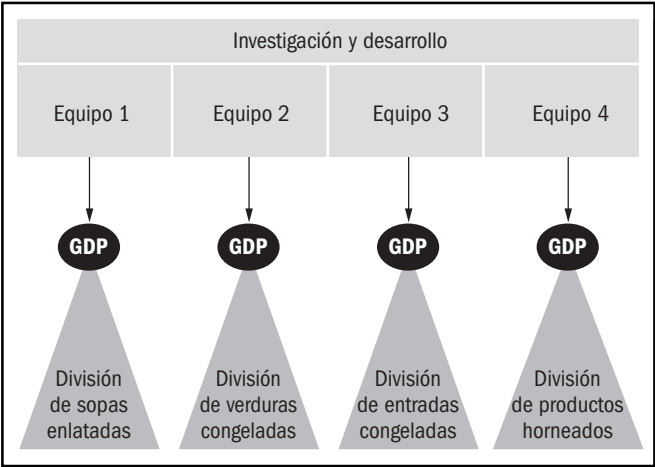 Investigación y desarrollo
Equipo 1
Equipo 2
Equipo 3
Equipo 4
GDP
GDP
GDP
GDP
División
de sopas
enlatadas
División
de verduras
congeladas
División
de entradas
congeladas
División
de productos
horneados